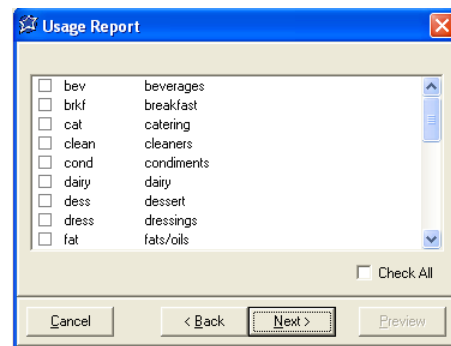 Usage Report
bev beverages
brkf breakfast
cat catering
clean cleaners
cond condiments
dairy dairy
dess dessert
dress dressings
fat fats/oils
Check All
Cancel < Back Next > Preview